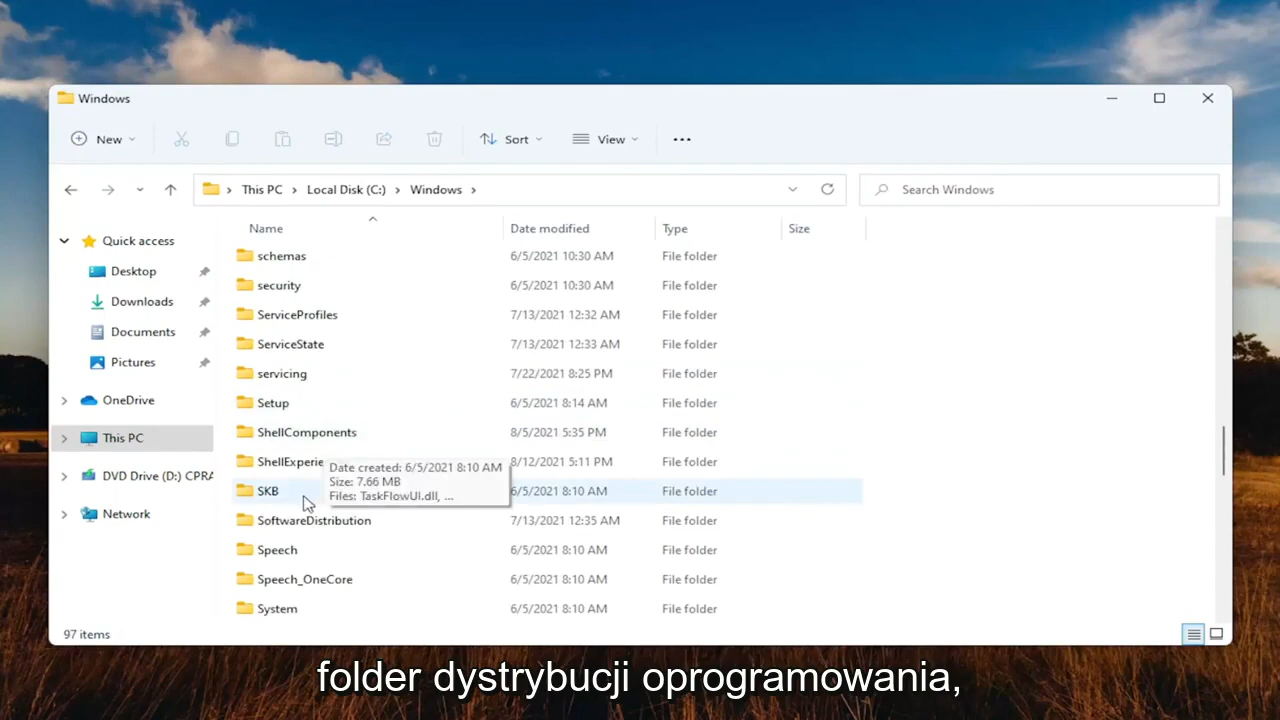 Windows
New
Sort
View
This PC > Local Disk (C:) > Windows >
Search Windows
Name Date modified Type Size
Quick access
Desktop
Downloads
Documents
Pictures
OneDrive
This PC
DVD Drive (D:) CPRA
Network
schemas 6/5/2021 10:30 AM File folder
security 6/5/2021 10:30 AM File folder
ServiceProfiles 7/13/2021 12:32 AM File folder
ServiceState 7/13/2021 12:33 AM File folder
servicing 7/22/2021 8:25 PM File folder
Setup 6/5/2021 8:14 AM File folder
ShellComponents 8/5/2021 5:35 PM File folder
ShellExperie 8/12/2021 5:11 PM File folder
Date created: 6/5/2021 8:10 AM
Size: 7.66 MB
Files: TaskFlowUI.dll, ...
SKB 6/5/2021 8:10 AM File folder
SoftwareDistribution 7/13/2021 12:35 AM File folder
Speech 6/5/2021 8:10 AM File folder
Speech_OneCore 6/5/2021 8:10 AM File folder
System 6/5/2021 8:10 AM File folder
97 items
folder dystrybucji oprogramowania,